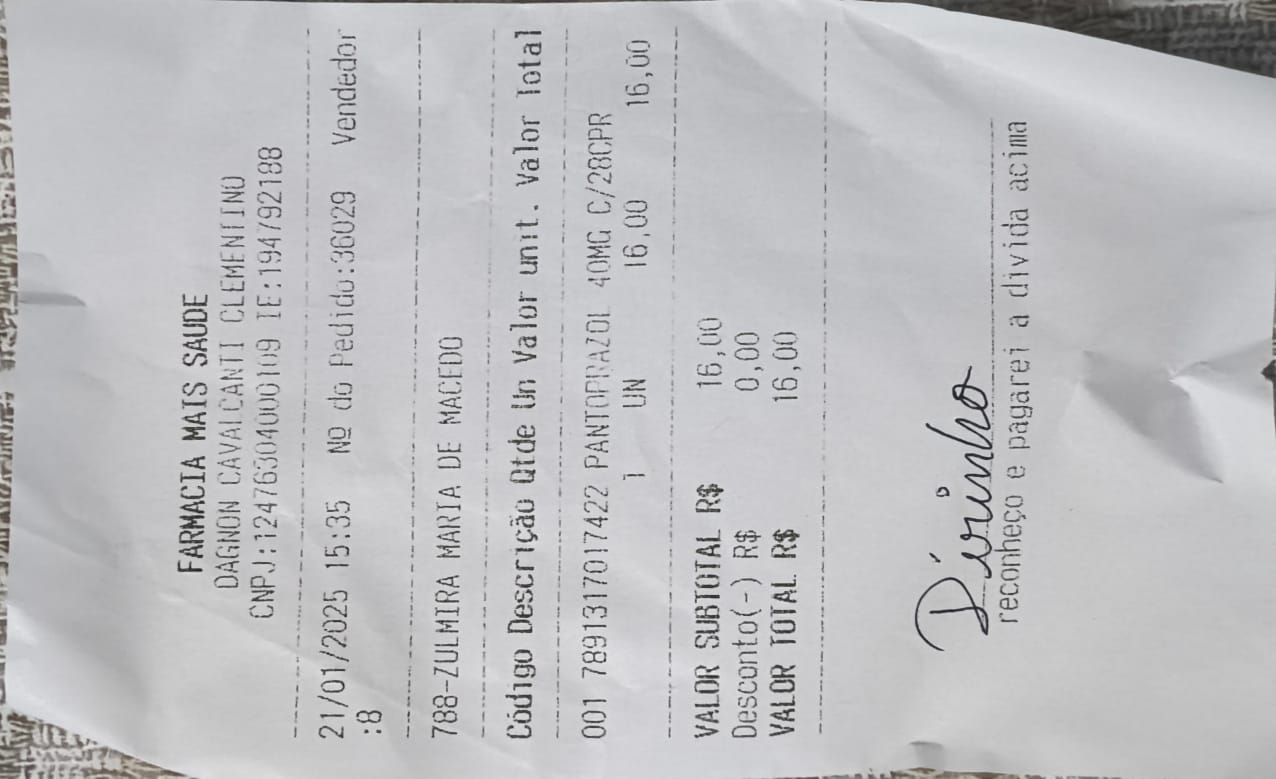 FARMACIA MAIS SAUDE
DAGNON CAVALCANTI CLEMENTINO
CNPJ:12476304000109 IE:194792188
21/01/2025 15:35 Nº do Pedido:36029 Vendedor
:8
788-ZULMIRA MARIA DE MACEDO
Código Descrição Qtde Un Valor unit. Valor Total
001 7891317017422 PANTOPRAZOL 40MG C/28CPR
1 UN 16,00 16,00
VALOR SUBTOTAL R$ 16,00
Desconto(-) R$ 0,00
VALOR TOTAL R$ 16,00
Dirinho
reconheço e pagarei a divida acima